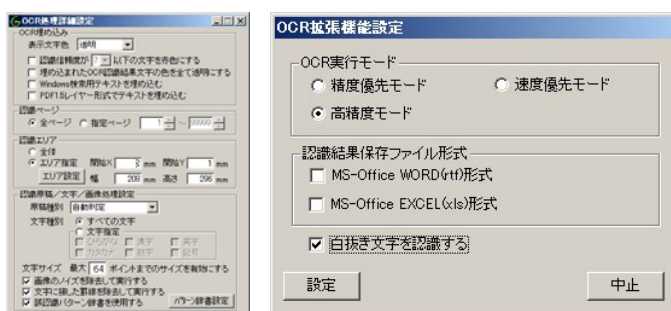 OCR処理詳細設定
OCR埋め込み
表示文字色 透明
認識信頼度が 7 以下の文字を赤色にする
埋め込まれたOCR認識結果文字の色を全て透明にする
Windows検索用テキストを埋め込む
PDF1.5レイヤー形式でテキストを埋め込む
認識ページ
全ページ 指定ページ 1 ～ 99999
認識エリア
全体
エリア指定 開始X 5 mm 開始Y 1 mm
エリア設定 幅 208 mm 高さ 296 mm
認識原稿／文字／画像処理設定
原稿種別 自動判定
文字種別 すべての文字
文字指定
ひらがな 漢字 英字
カタカナ 数字 記号
文字サイズ 最大 64 ポイントまでのサイズを有効にする
画像のノイズを除去して実行する
文字に接した罫線を除去して実行する
誤認識パターン辞書を使用する パターン辞書設定
OCR拡張機能設定
OCR実行モード
精度優先モード 速度優先モード
高精度モード
認識結果保存ファイル形式
MS-Office WORD(rtf)形式
MS-Office EXCEL(xls)形式
白抜き文字を認識する
設定 中止